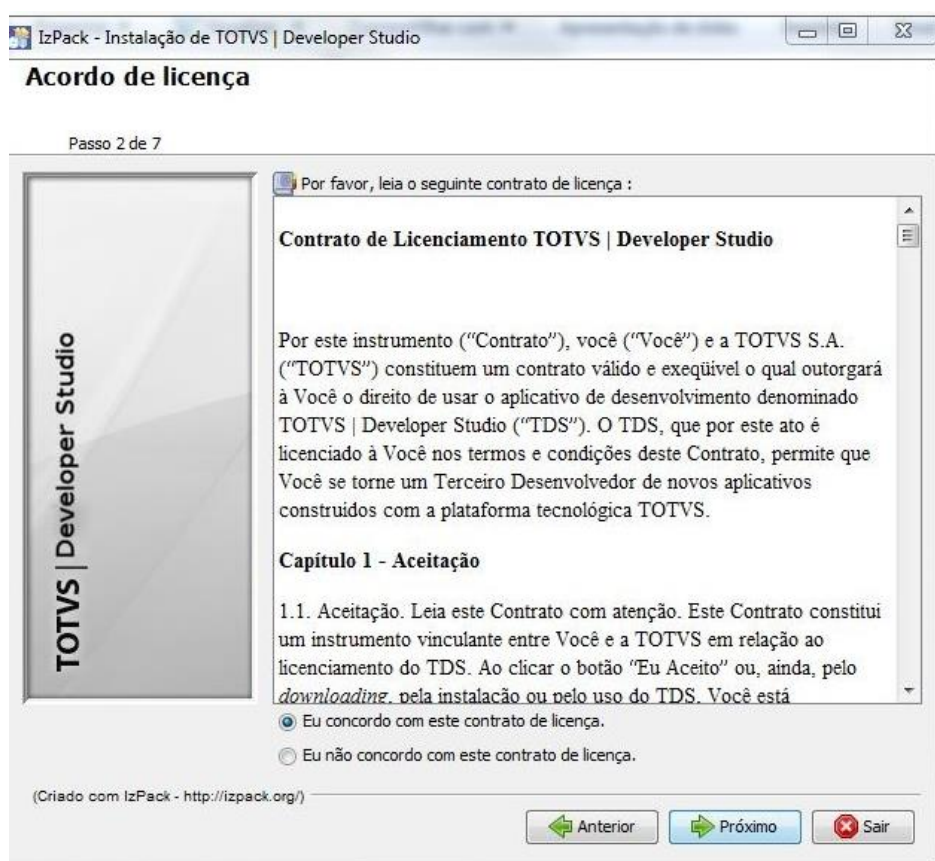 IzPack - Instalação de TOTVS | Developer Studio
Acordo de licença
Passo 2 de 7
Por favor, leia o seguinte contrato de licença :
TOTVS | Developer Studio
Contrato de Licenciamento TOTVS | Developer Studio
Por este instrumento (“Contrato”), você (“Você”) e a TOTVS S.A.
(“TOTVS”) constituem um contrato válido e exeqüível o qual outorgará
à Você o direito de usar o aplicativo de desenvolvimento denominado
TOTVS | Developer Studio (“TDS”). O TDS, que por este ato é
licenciado à Você nos termos e condições deste Contrato, permite que
Você se torne um Terceiro Desenvolvedor de novos aplicativos
construídos com a plataforma tecnológica TOTVS.
Capítulo 1 - Aceitação
1.1. Aceitação. Leia este Contrato com atenção. Este Contrato constitui
um instrumento vinculante entre Você e a TOTVS em relação ao
licenciamento do TDS. Ao clicar o botão “Eu Aceito” ou, ainda, pelo
downloading, pela instalação ou pelo uso do TDS, Você está
Eu concordo com este contrato de licença.
Eu não concordo com este contrato de licença.
(Criado com IzPack - http://izpack.org/)
Anterior
Próximo
Sair